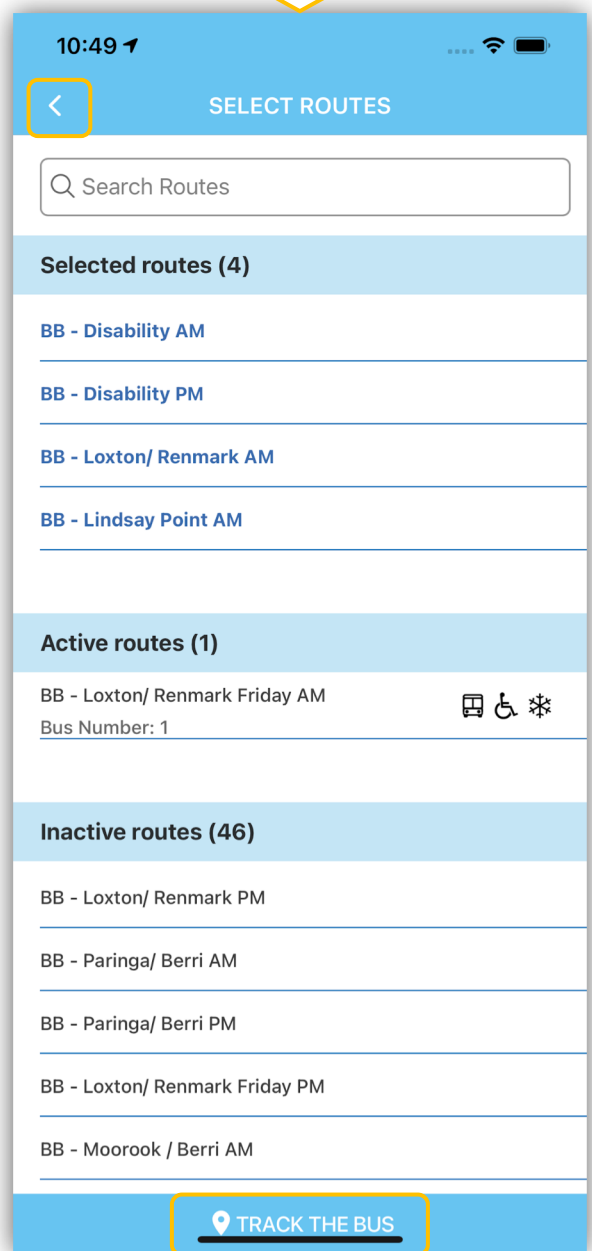 10:49
SELECT ROUTES
Search Routes
Selected routes (4)
BB - Disability AM
BB - Disability PM
BB - Loxton/ Renmark AM
BB - Lindsay Point AM
Active routes (1)
BB - Loxton/ Renmark Friday AM
Bus Number: 1
Inactive routes (46)
BB - Loxton/ Renmark PM
BB - Paringa/ Berri AM
BB - Paringa/ Berri PM
BB - Loxton/ Renmark Friday PM
BB - Moorook / Berri AM
TRACK THE BUS